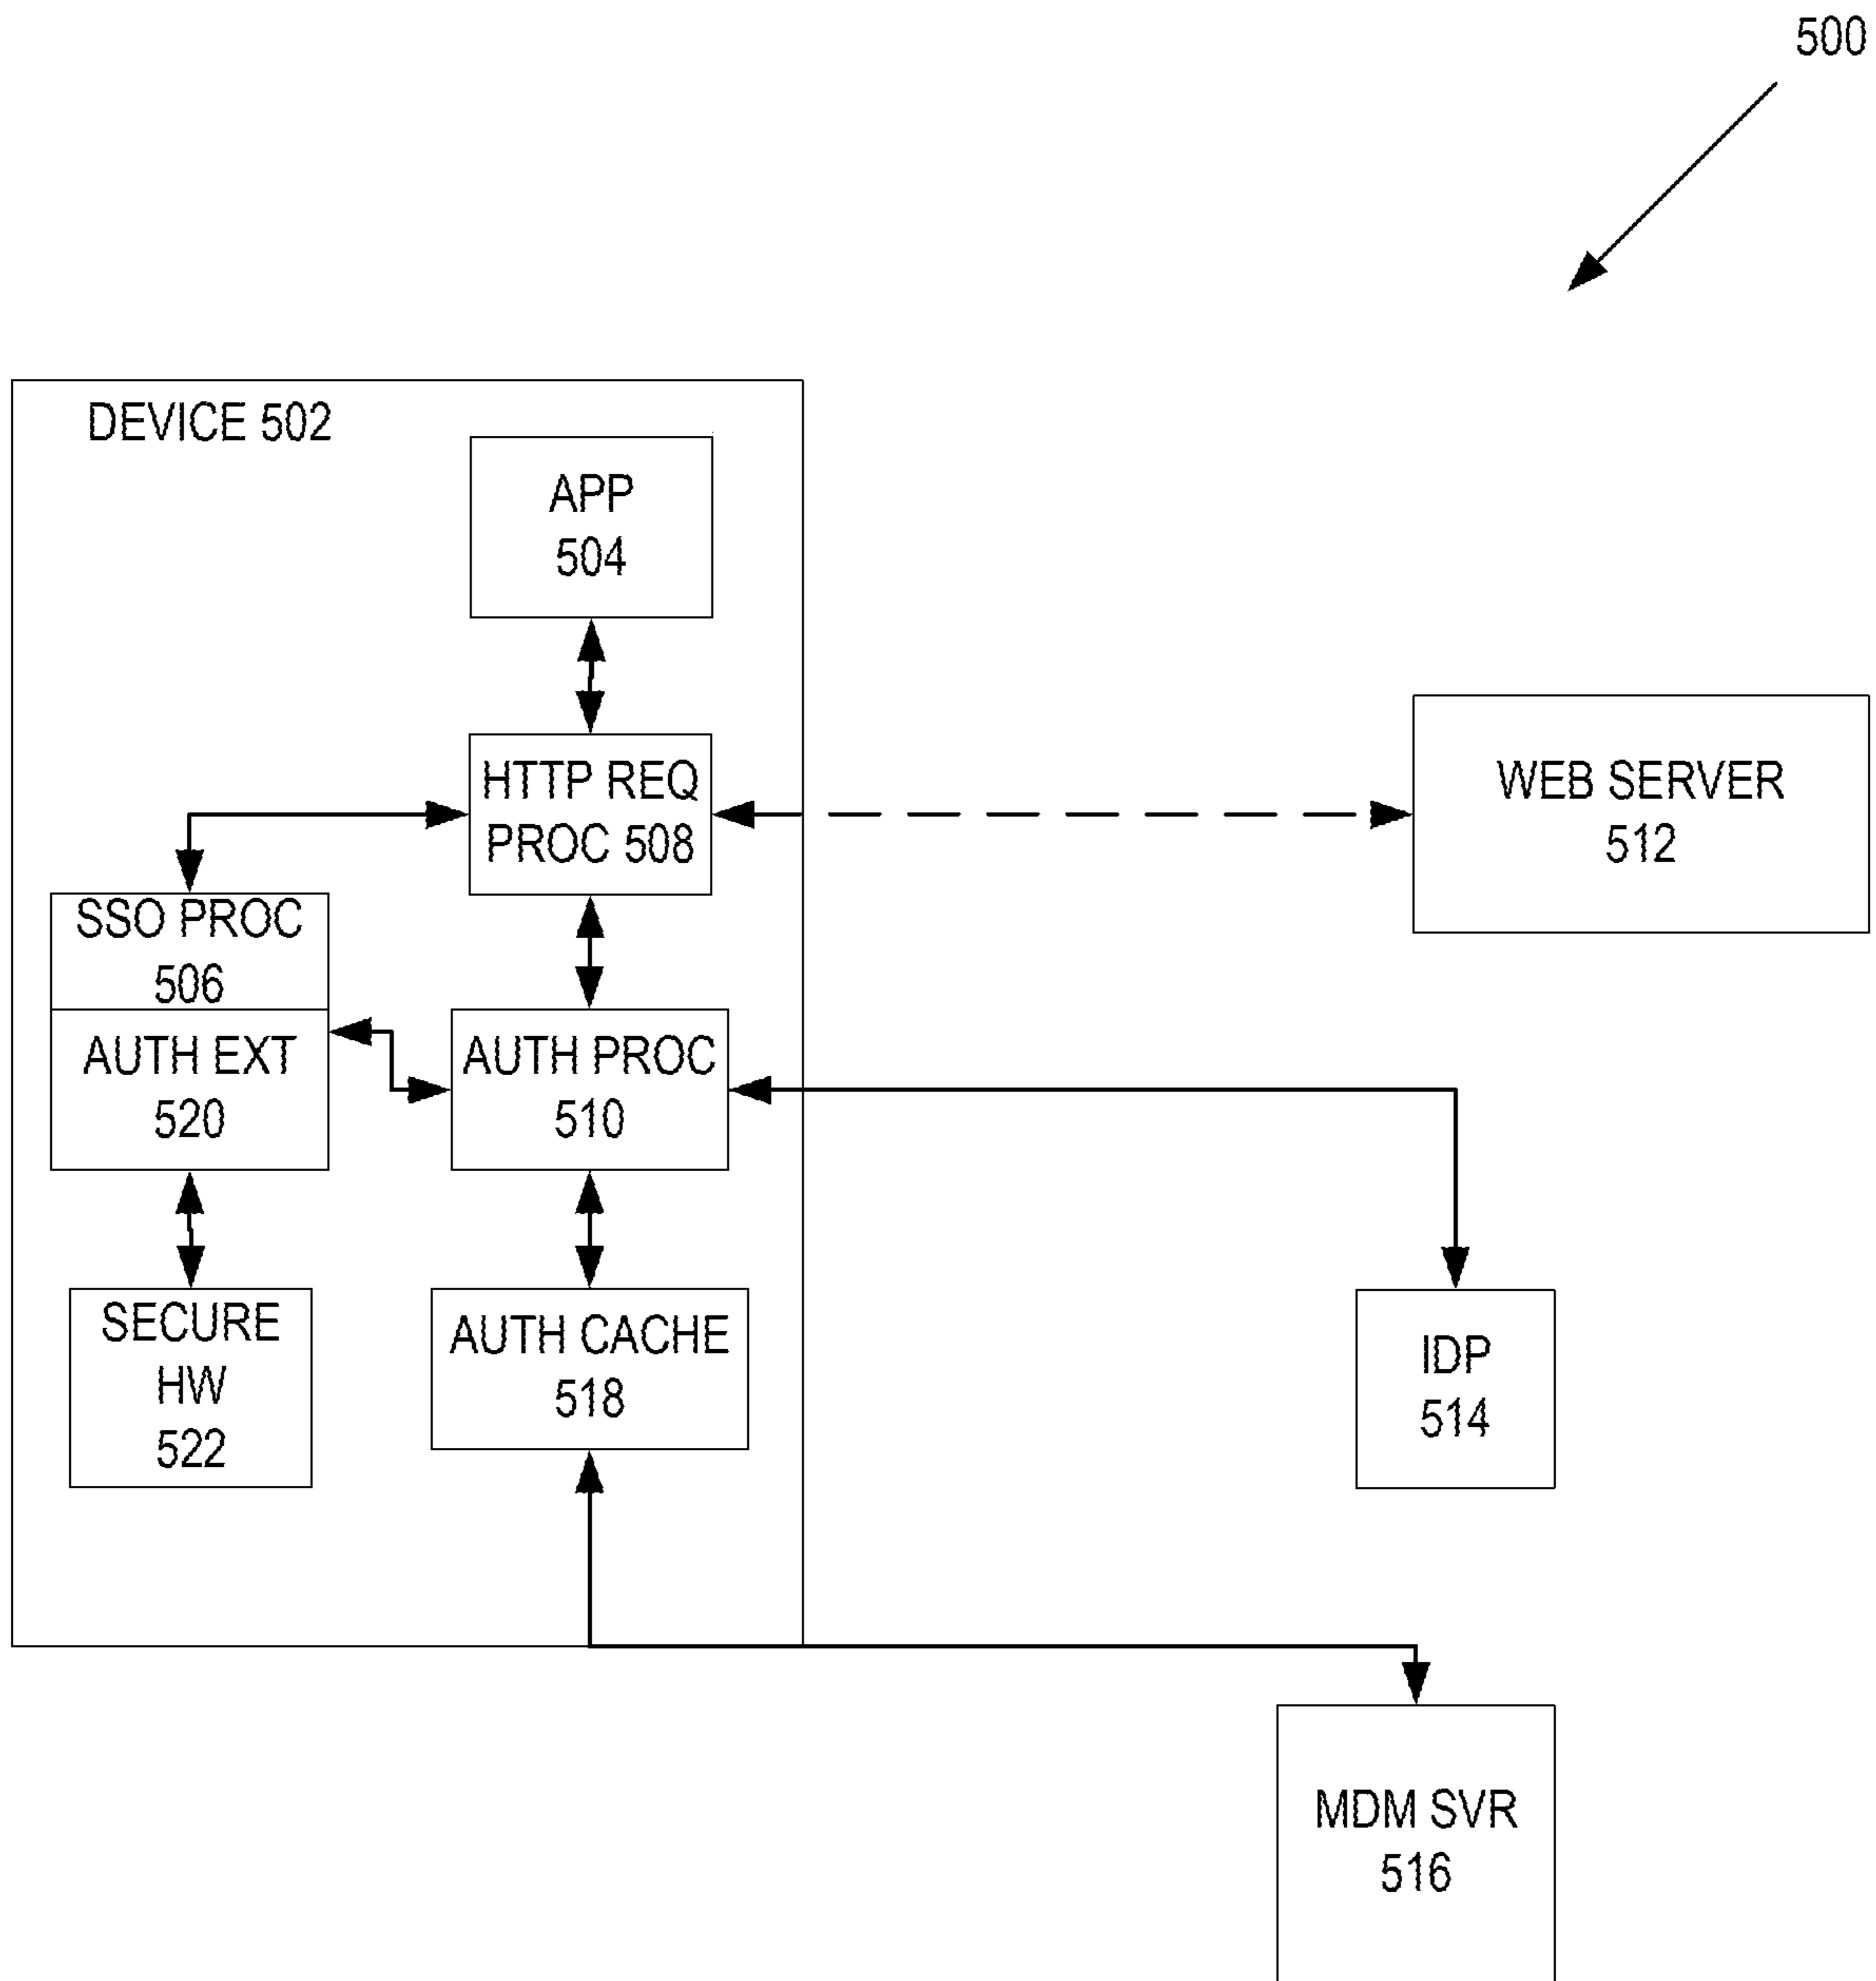 500
DEVICE 502
APP
504
HTTP REQ
PROC 508
WEB SERVER
512
SSO PROC
506
AUTH EXT
520
AUTH PROC
510
SECURE
HW
522
AUTH CACHE
518
IDP
514
MDM SVR
516